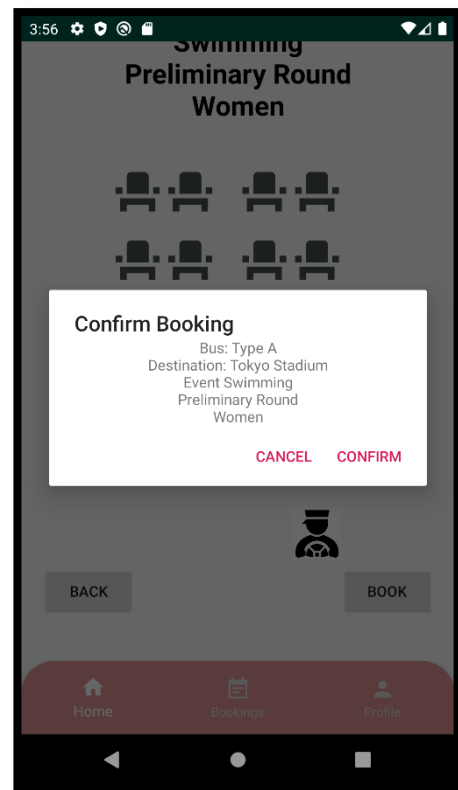 3:56
Swimming
Preliminary Round
Women
Confirm Booking
Bus: Type A
Destination: Tokyo Stadium
Event Swimming
Preliminary Round
Women
CANCEL CONFIRM
BACK BOOK
Home Bookings Profile